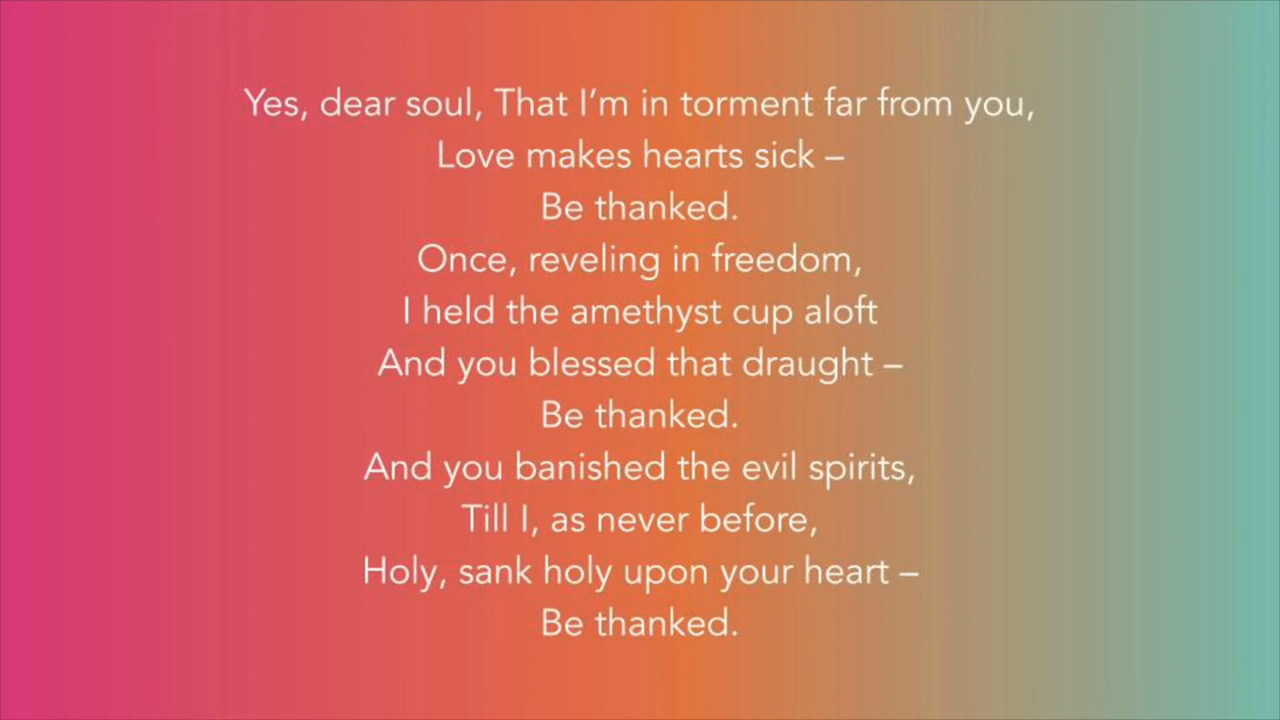 Yes, dear soul, That I’m in torment far from you,
Love makes hearts sick –
Be thanked.
Once, reveling in freedom,
I held the amethyst cup aloft
And you blessed that draught –
Be thanked.
And you banished the evil spirits,
Till I, as never before,
Holy, sank holy upon your heart –
Be thanked.